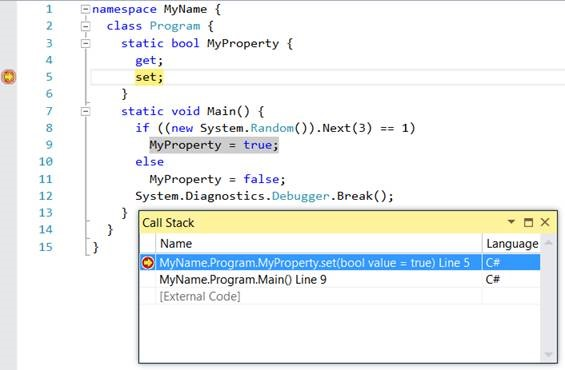 1 namespace MyName {
2 class Program {
3 static bool MyProperty {
4 get;
5 set;
6 }
7 static void Main() {
8 if ((new System.Random()).Next(3) == 1)
9 MyProperty = true;
10 else
11 MyProperty = false;
12 System.Diagnostics.Debugger.Break();
13 }
14 }
15 }
Call Stack
Name Language
MyName.Program.MyProperty.set(bool value = true) Line 5 C#
MyName.Program.Main() Line 9 C#
[External Code]